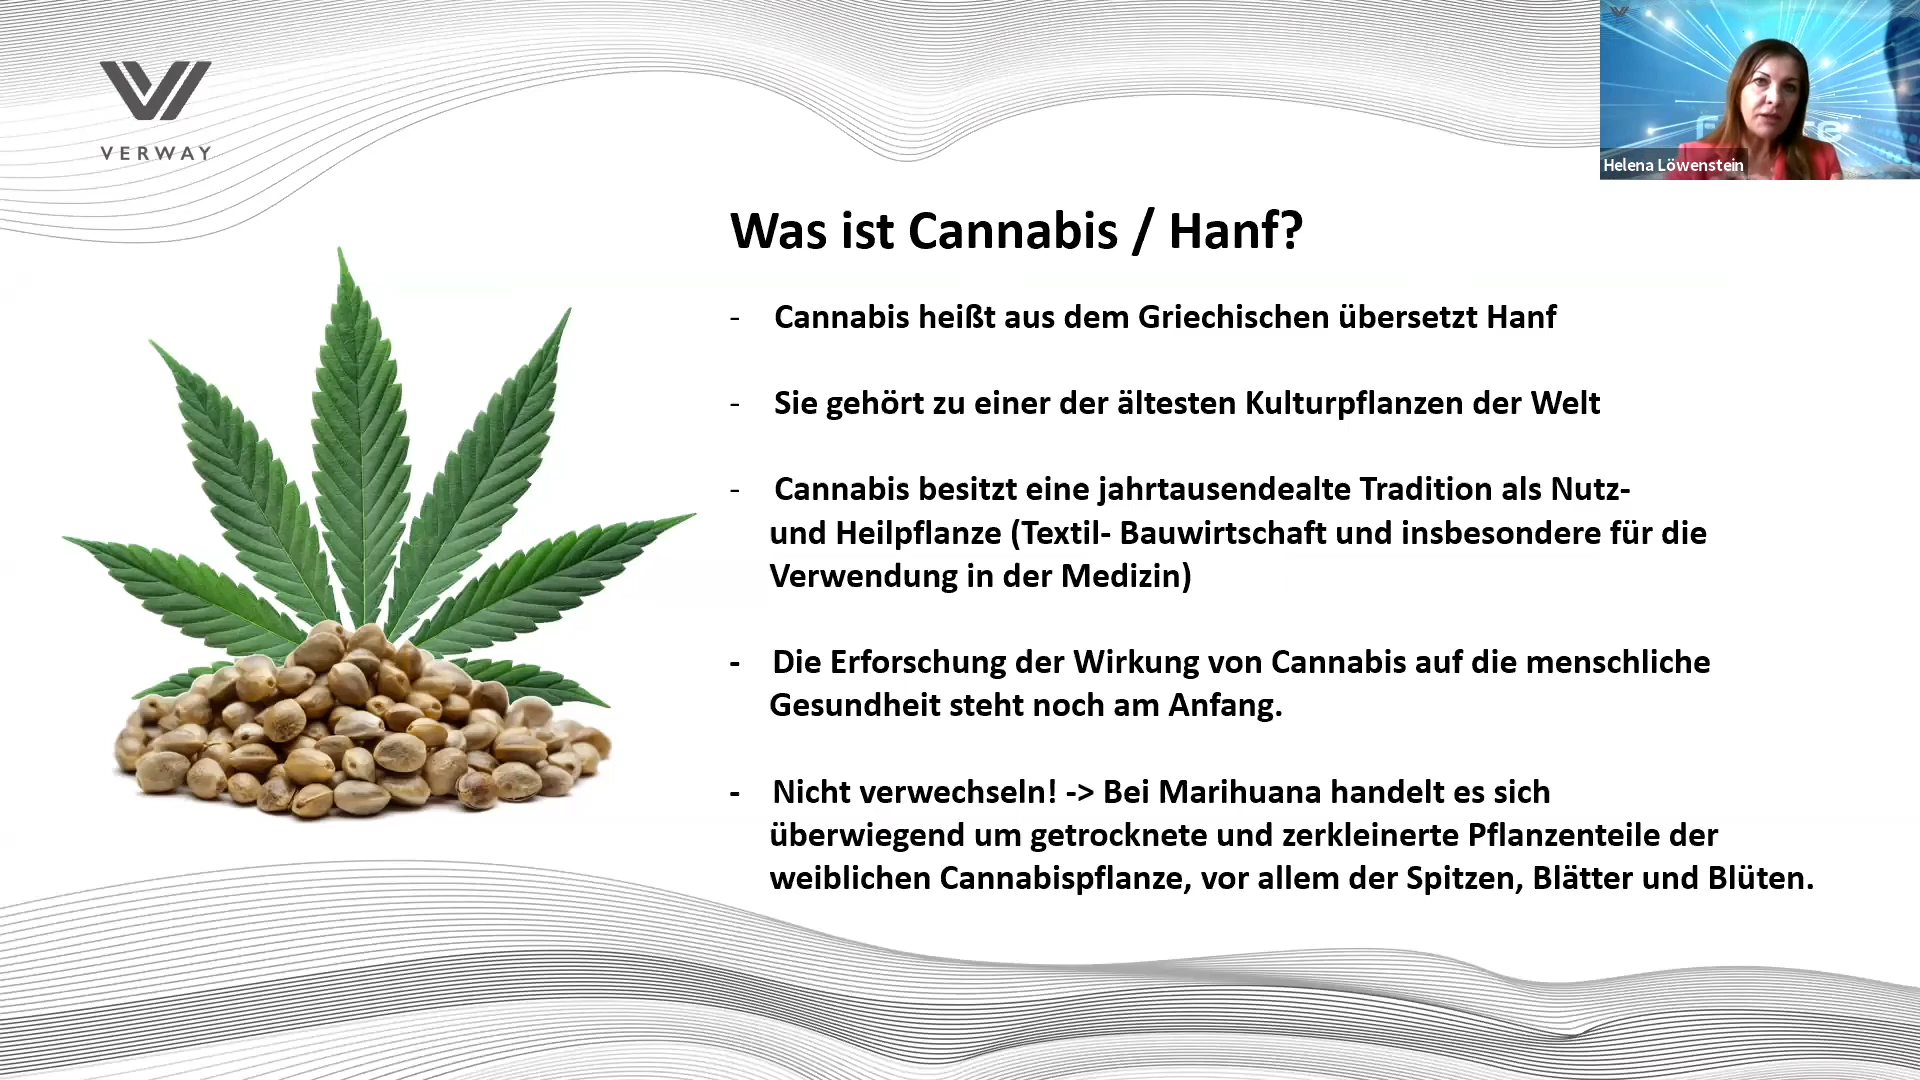 VERWAY
Helena Löwenstein
Was ist Cannabis / Hanf?
- Cannabis heißt aus dem Griechischen übersetzt Hanf
- Sie gehört zu einer der ältesten Kulturpflanzen der Welt
- Cannabis besitzt eine jahrtausendealte Tradition als Nutz-
und Heilpflanze (Textil- Bauwirtschaft und insbesondere für die
Verwendung in der Medizin)
- Die Erforschung der Wirkung von Cannabis auf die menschliche
Gesundheit steht noch am Anfang.
- Nicht verwechseln! -> Bei Marihuana handelt es sich
überwiegend um getrocknete und zerkleinerte Pflanzenteile der
weiblichen Cannabispflanze, vor allem der Spitzen, Blätter und Blüten.